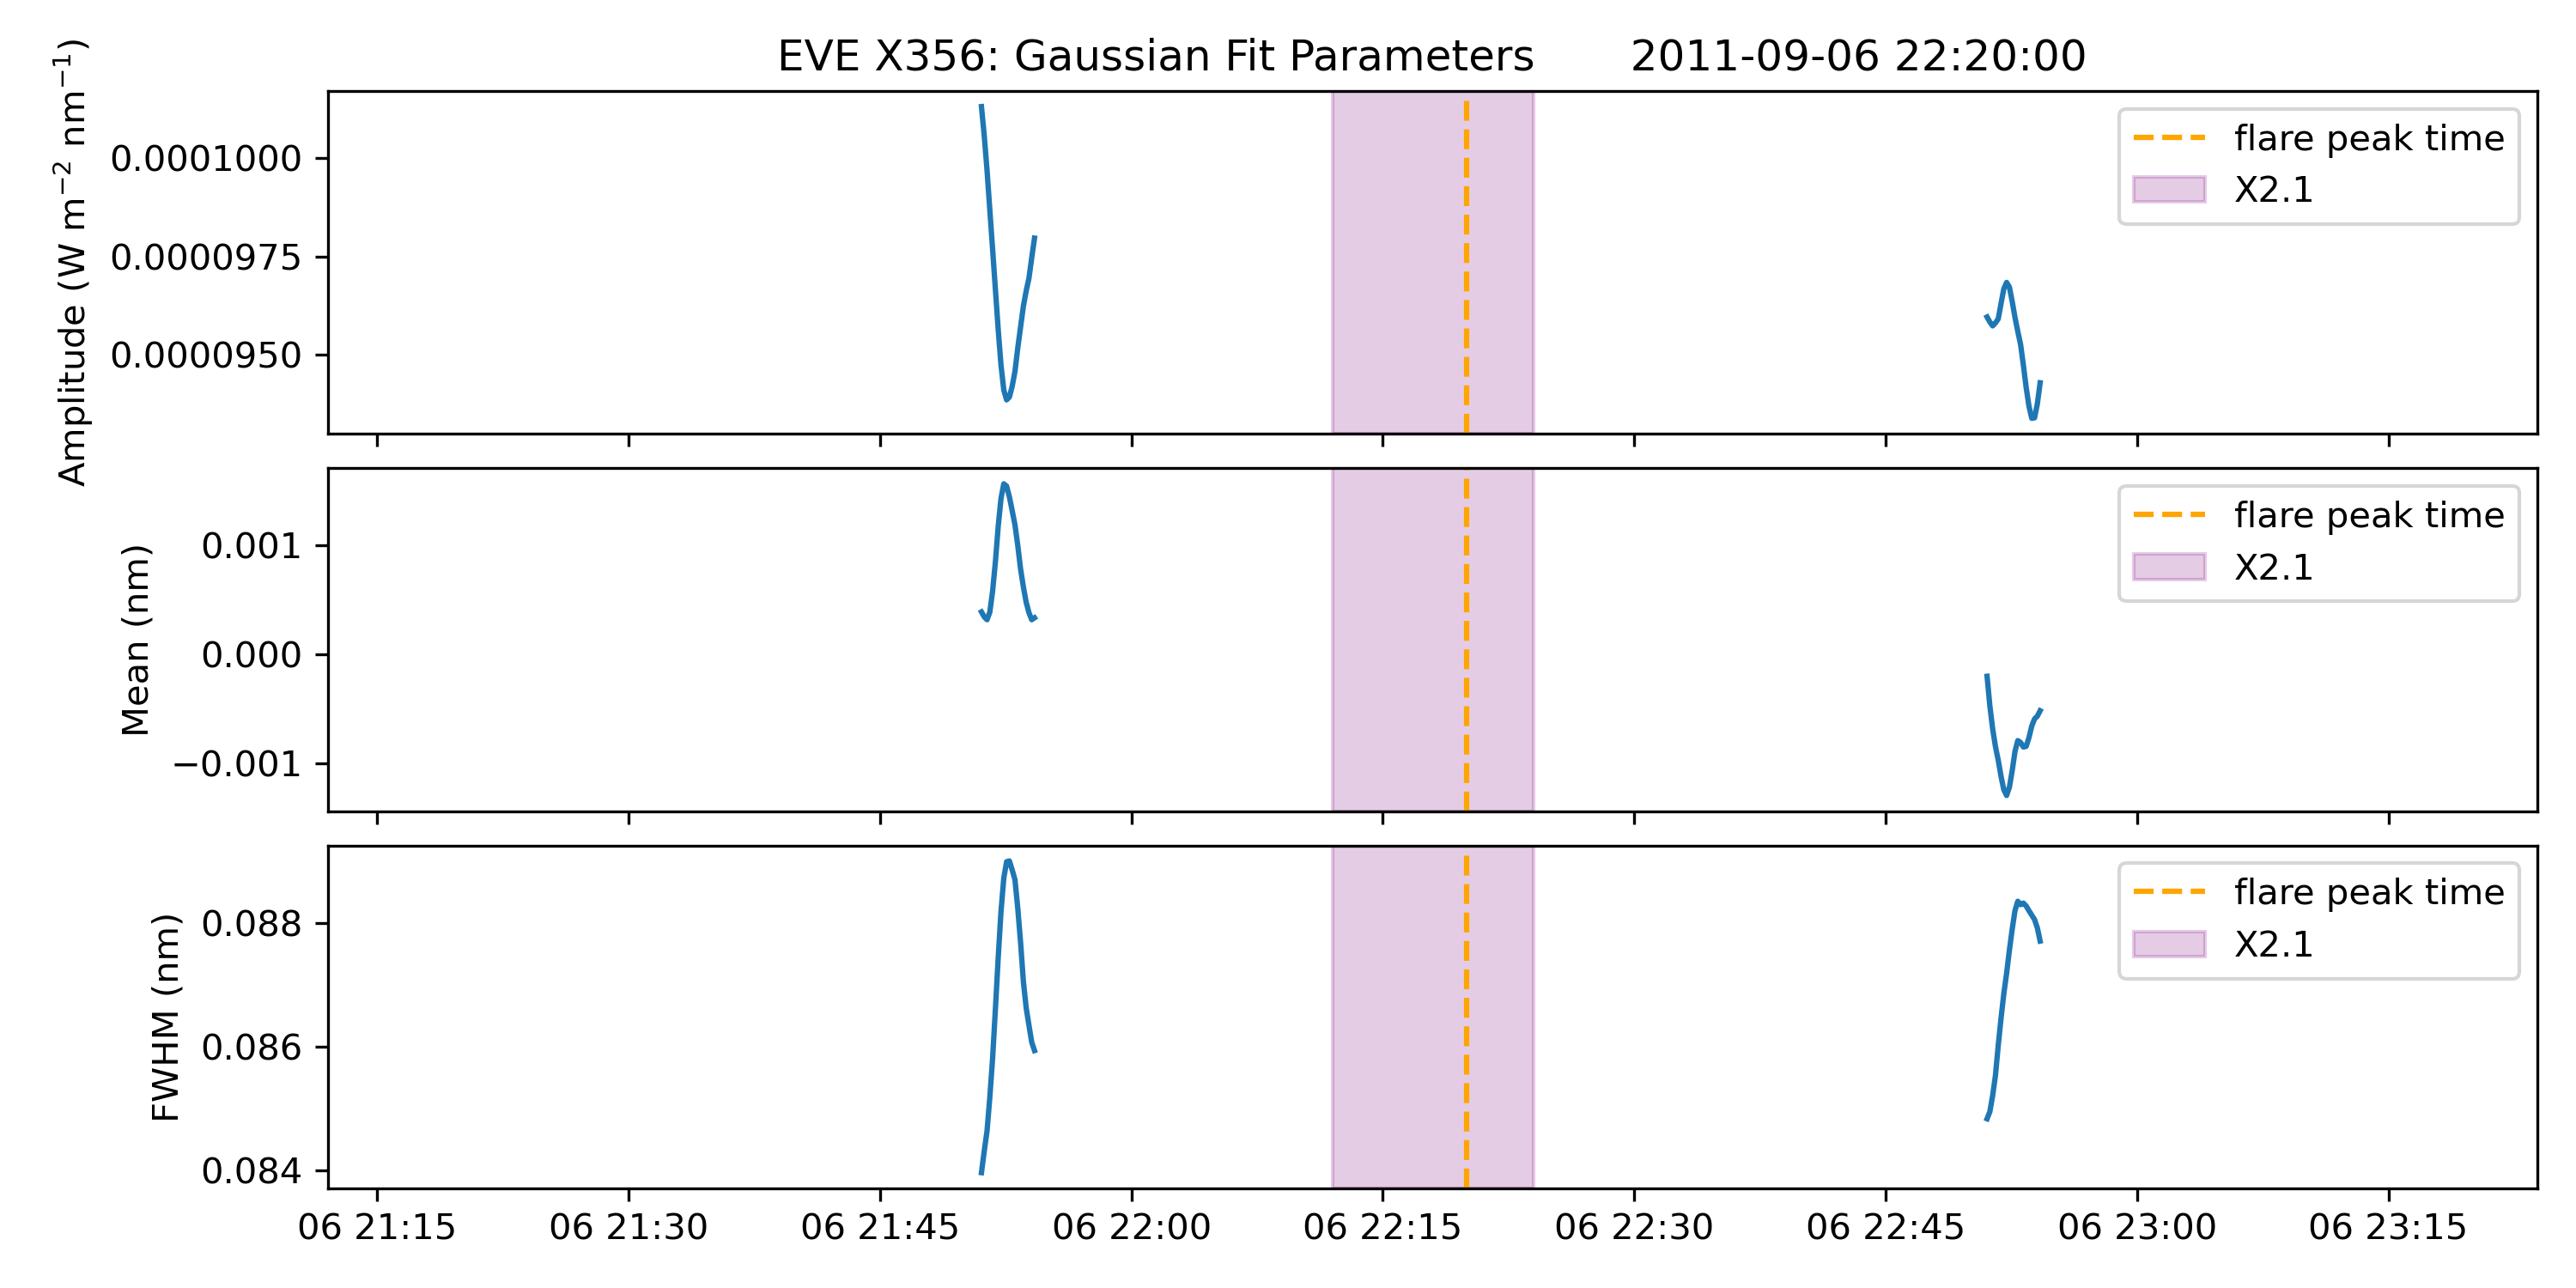 EVE X356: Gaussian Fit Parameters 2011-09-06 22:20:00
Amplitude (W m⁻² nm⁻¹)
0.0001000
0.0000975
0.0000950
flare peak time
X2.1
Mean (nm)
0.001
0.000
−0.001
flare peak time
X2.1
FWHM (nm)
0.088
0.086
0.084
flare peak time
X2.1
06 21:15 06 21:30 06 21:45 06 22:00 06 22:15 06 22:30 06 22:45 06 23:00 06 23:15